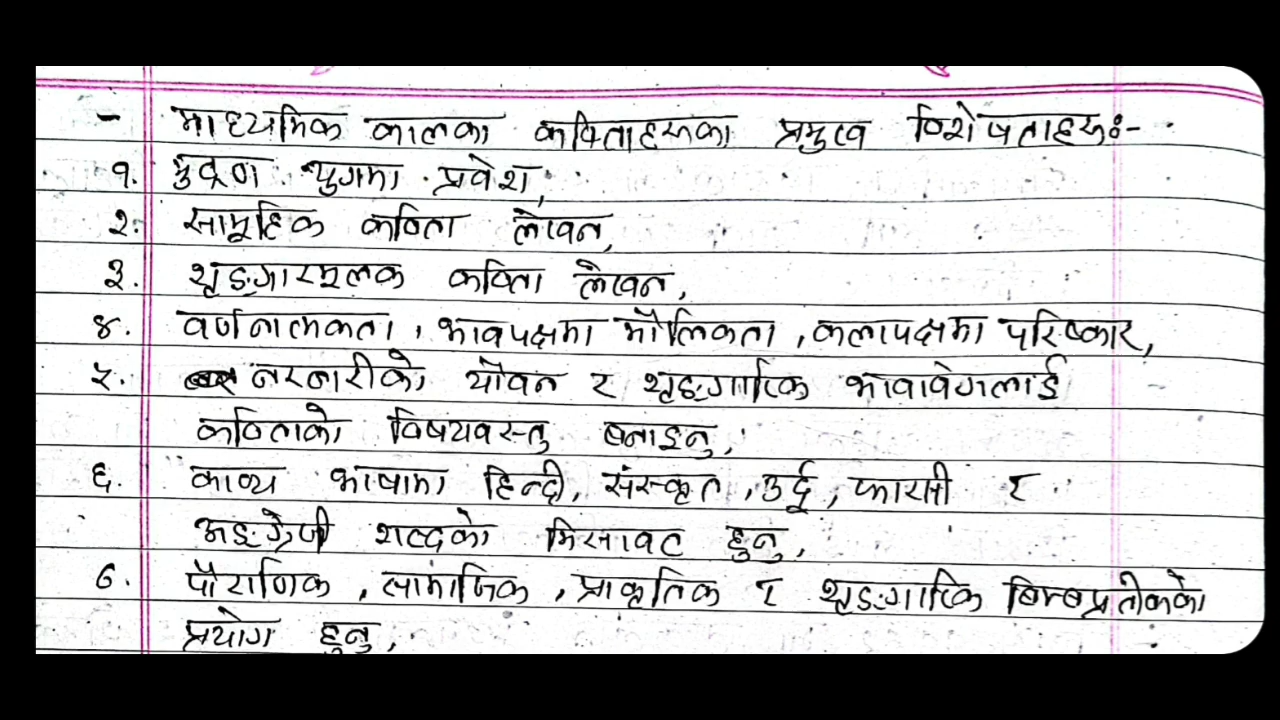 - माध्यमिक कालका कविताहरूका प्रमुख विशेषताहरू:-
१. मुद्रण युगमा प्रवेश,
२. सामूहिक कविता लेखन,
३. शृङ्गारमूलक कविता लेखन,
४. वर्णनात्मकता, भावपक्षमा मौलिकता, कलापक्षमा परिष्कार,
५. नरनारीको यौवन र शृङ्गारिक भावावेगलाई
कविताको विषयवस्तु बनाइनु,
६. काव्य भाषामा हिन्दी, संस्कृत, उर्दू, फारसी र
अङ्ग्रेजी शब्दको मिसावट हुनु,
७. पौराणिक, सामाजिक, प्राकृतिक र शृङ्गारिक बिम्बप्रतीकको
प्रयोग हुनु,